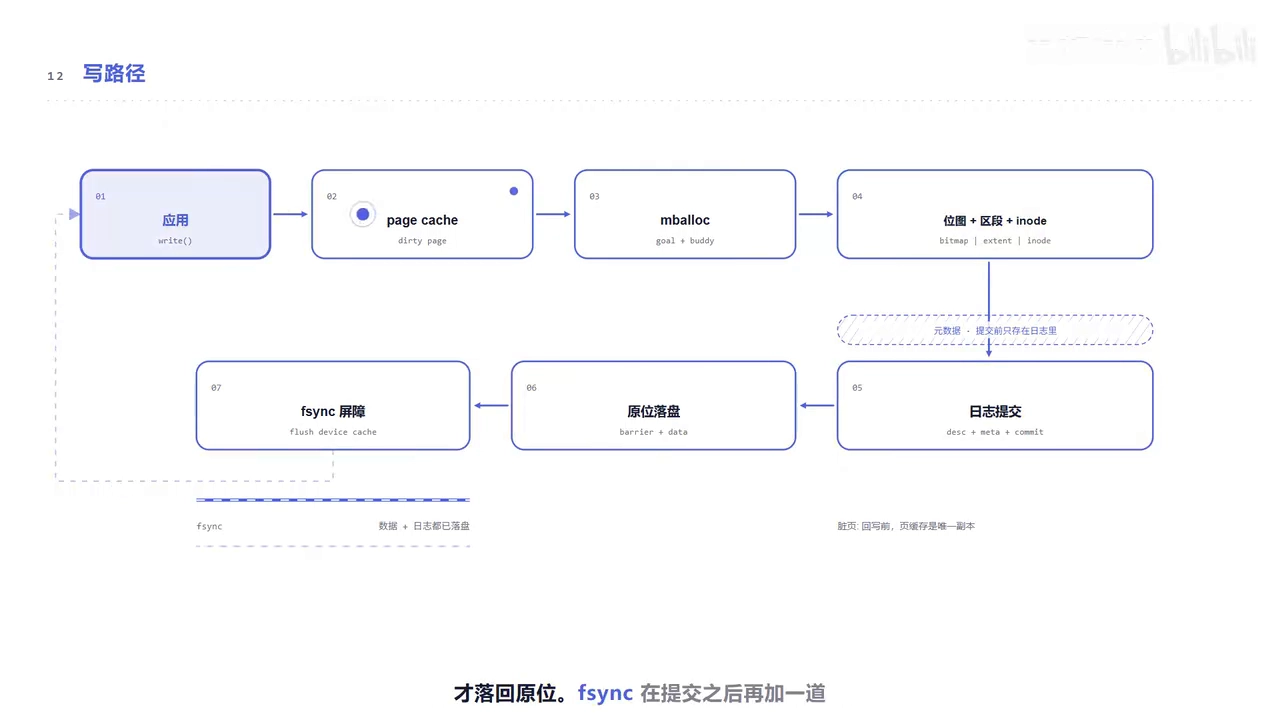 12 写路径
bilibili
01
应用
write()
02
page cache
dirty page
03
mballoc
goal + buddy
04
位图 + 区段 + inode
bitmap | extent | inode
元数据 · 提交前只存在日志里
07
fsync 屏障
flush device cache
06
原位落盘
barrier + data
05
日志提交
desc + meta + commit
fsync 数据 + 日志都已落盘
脏页: 回写前, 页缓存是唯一副本
才落回原位。fsync 在提交之后再加一道